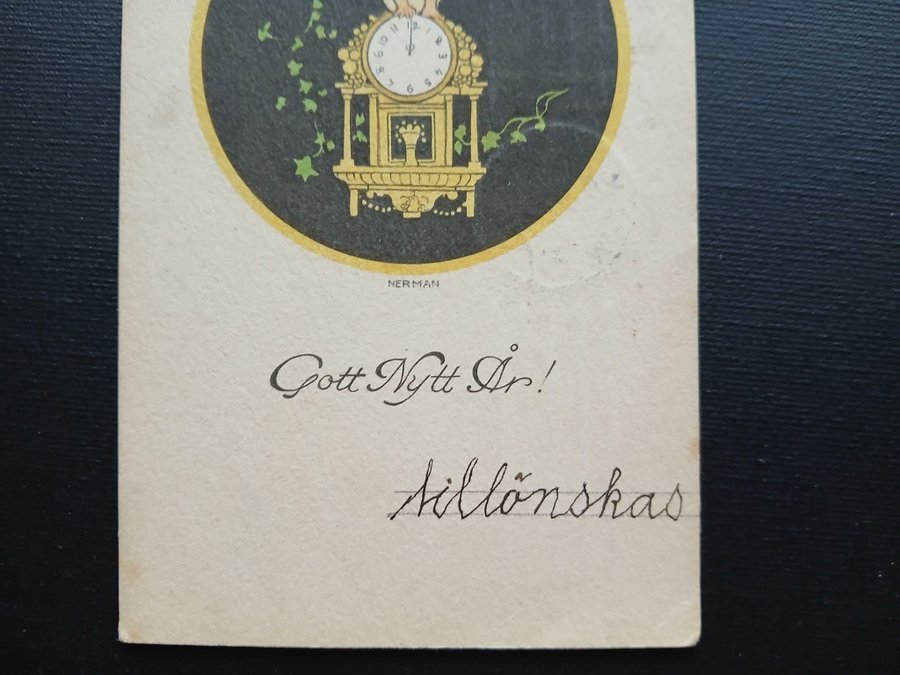 NERMAN
Gott Nytt År!
tillönskas